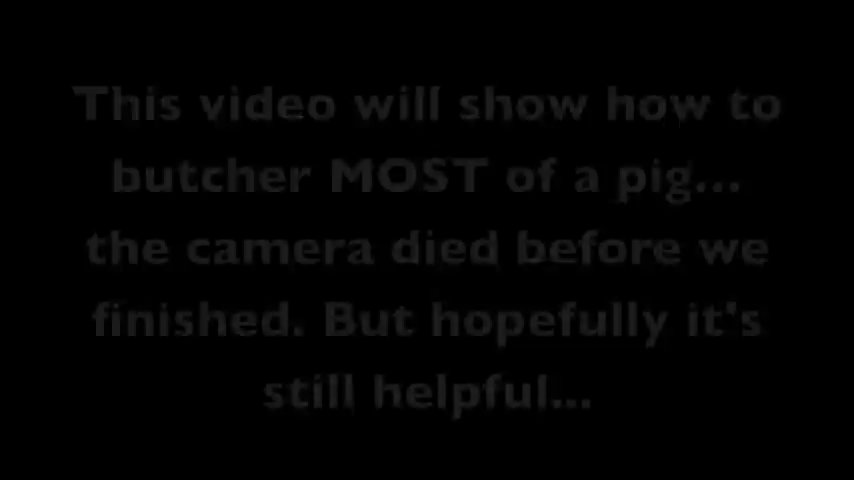 This video will show how to
butcher MOST of a pig...
the camera died before we
finished. But hopefully it's
still helpful...